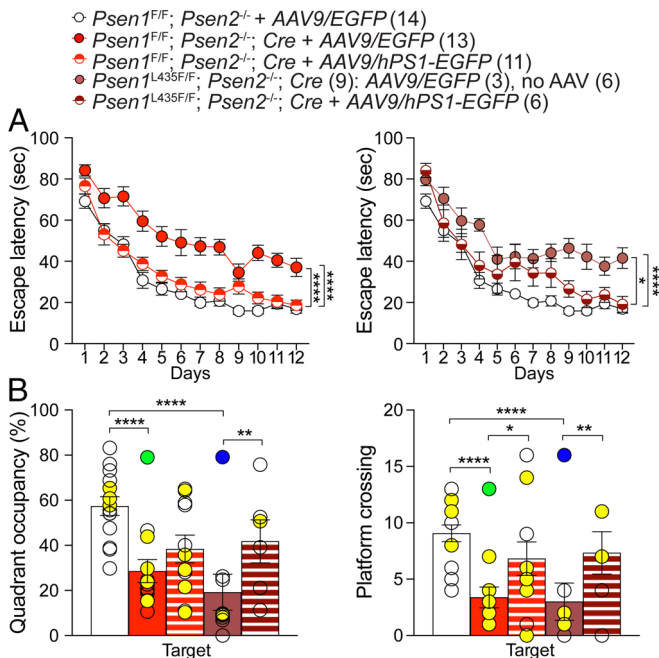 Psen1F/F; Psen2-/- + AAV9/EGFP (14)
Psen1F/F; Psen2-/-; Cre + AAV9/EGFP (13)
Psen1F/F; Psen2-/-; Cre + AAV9/hPS1-EGFP (11)
Psen1L435F/F; Psen2-/-; Cre (9): AAV9/EGFP (3), no AAV (6)
Psen1L435F/F; Psen2-/-; Cre + AAV9/hPS1-EGFP (6)
A
Escape latency (sec)
100
80
60
40
20
0
1 2 3 4 5 6 7 8 9 10 11 12
Days
**** ****
Escape latency (sec)
100
80
60
40
20
0
1 2 3 4 5 6 7 8 9 10 11 12
Days
* ****
B
Quadrant occupancy (%)
100
80
60
40
20
0
****
**** **
Target
Platform crossing
20
15
10
5
0
****
* **
****
Target